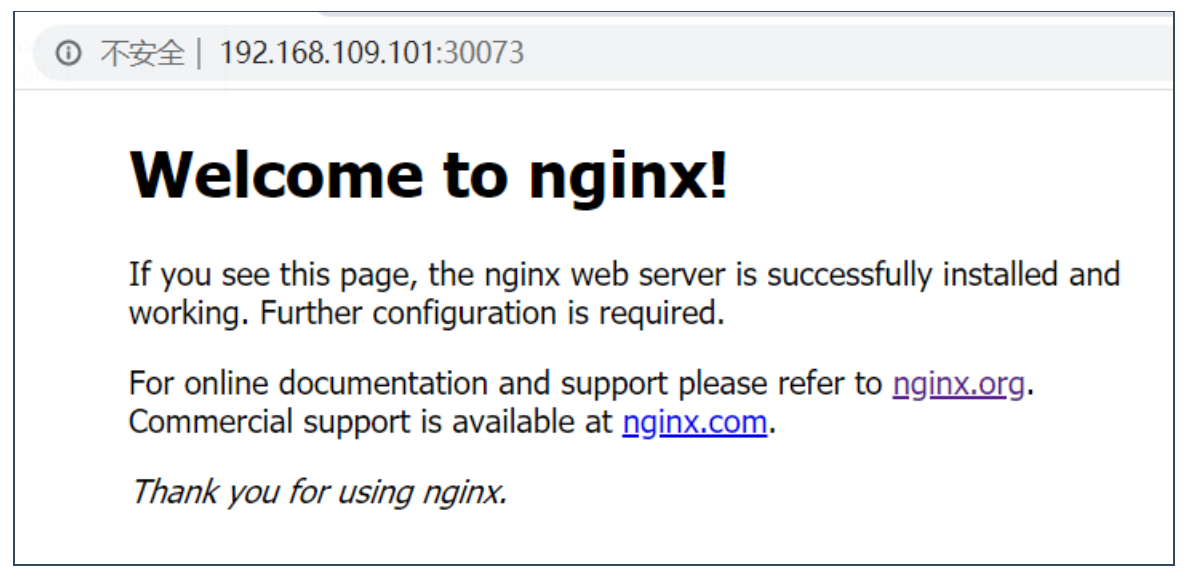 不安全 | 192.168.109.101:30073
Welcome to nginx!
If you see this page, the nginx web server is successfully installed and
working. Further configuration is required.
For online documentation and support please refer to nginx.org.
Commercial support is available at nginx.com.
Thank you for using nginx.